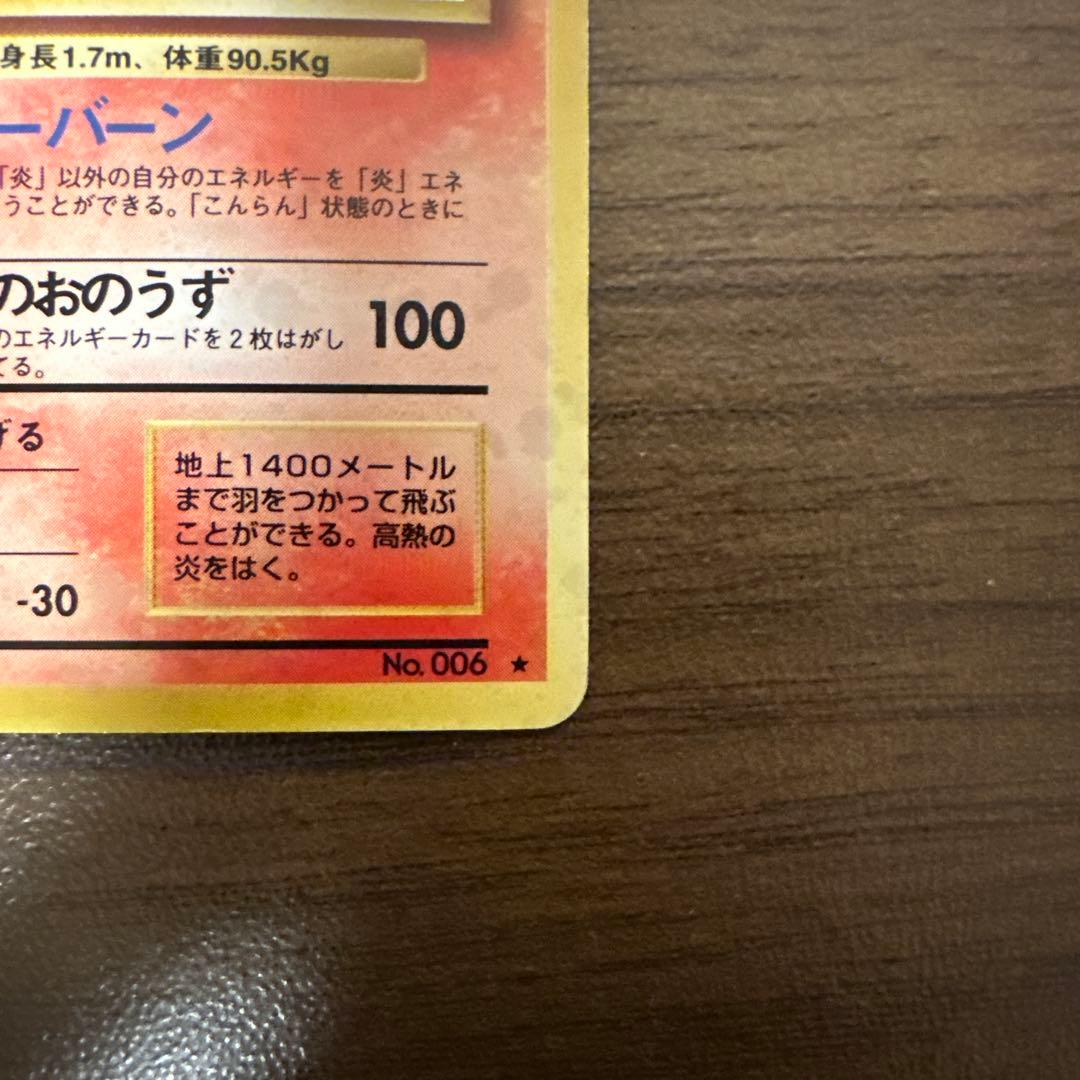 身長1.7m、体重90.5Kg
ーバーン
「炎」以外の自分のエネルギーを「炎」エネ
うことができる。「こんらん」状態のときに
のおのうず
100
のエネルギーカードを2枚はがし
てる。
げる
地上1400メートル
まで羽をつかって飛ぶ
ことができる。高熱の
炎をはく。
-30
No. 006 ★